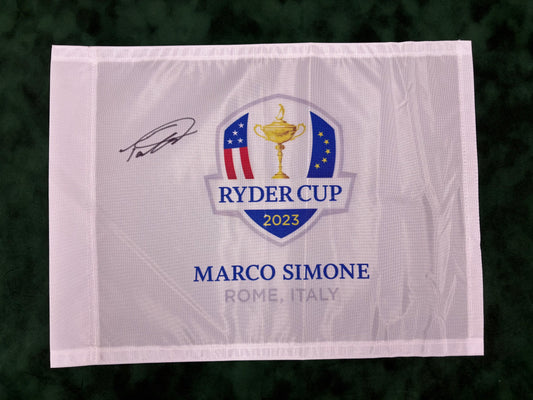 RYDER CUP
2023
MARCO SIMONE
ROME, ITALY